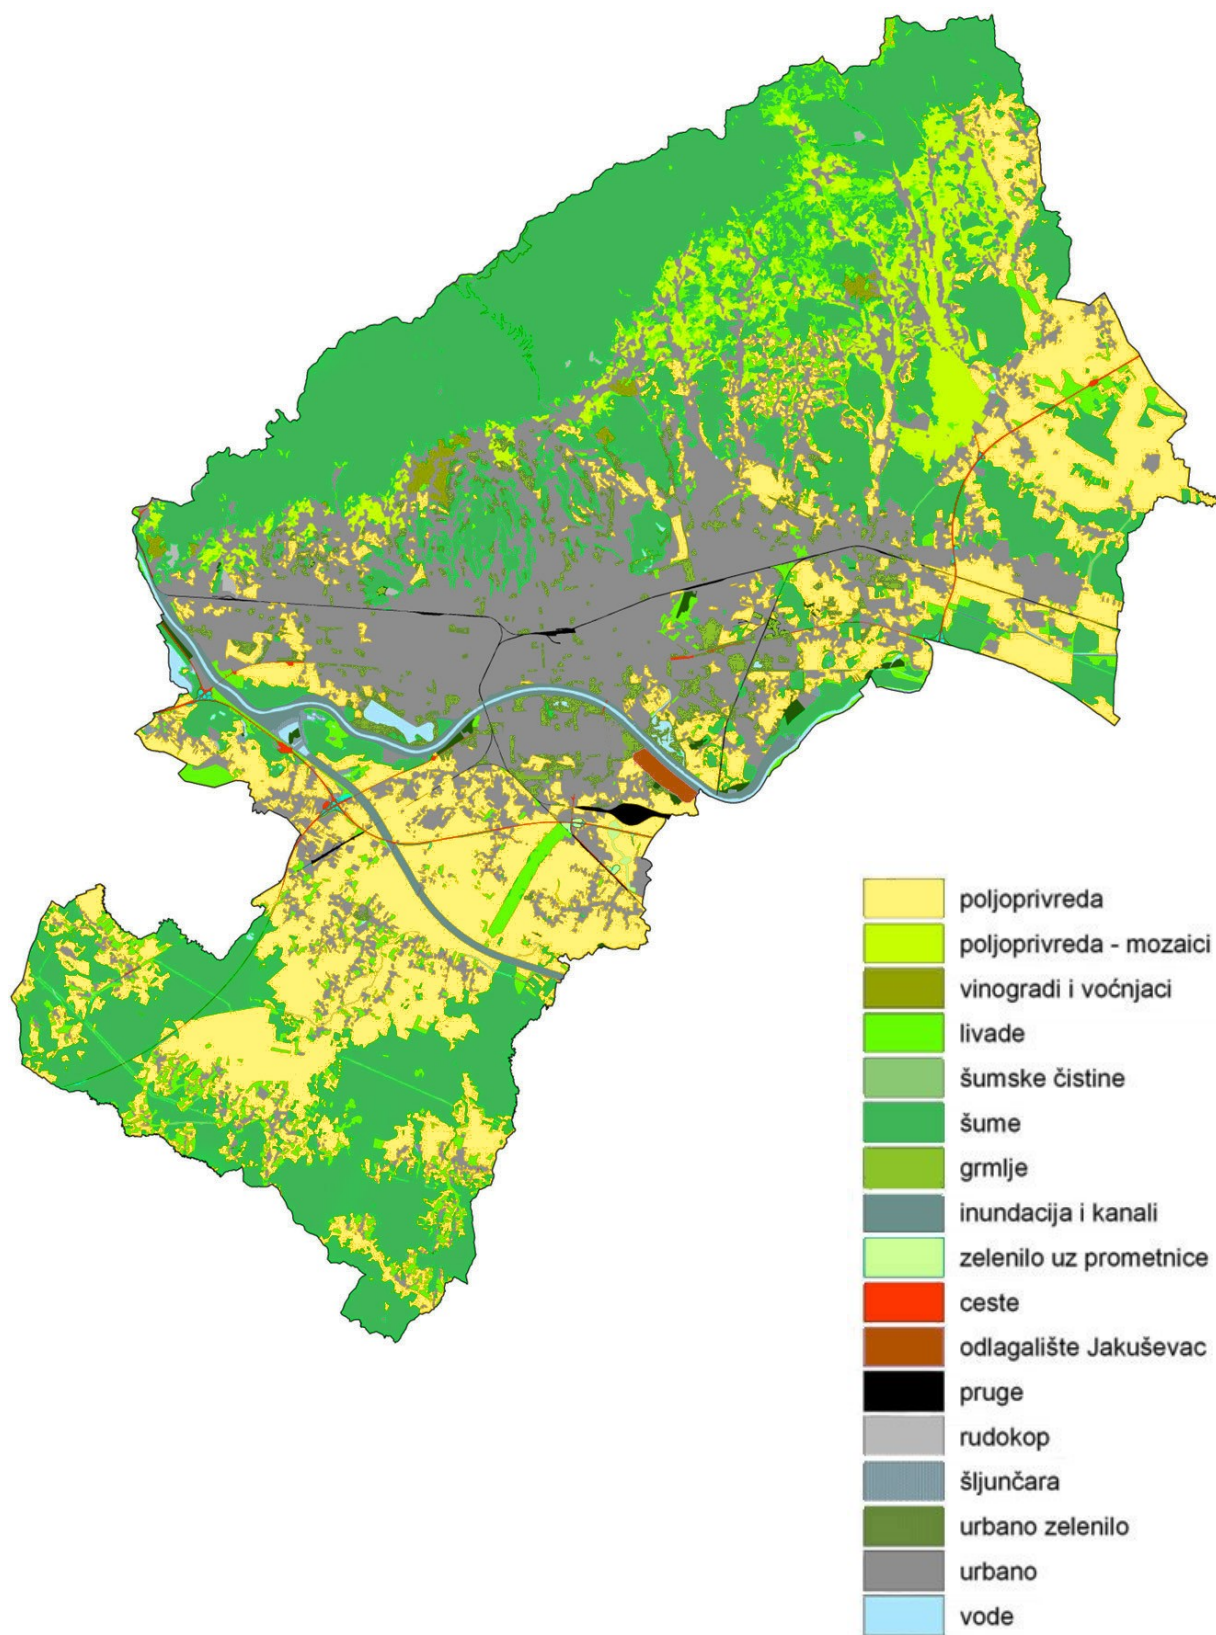 poljoprivreda
poljoprivreda - mozaici
vinogradi i voćnjaci
livade
šumske čistine
šume
grmlje
inundacija i kanali
zelenilo uz prometnice
ceste
odlagalište Jakuševac
pruge
rudokop
šljunčara
urbano zelenilo
urbano
vode